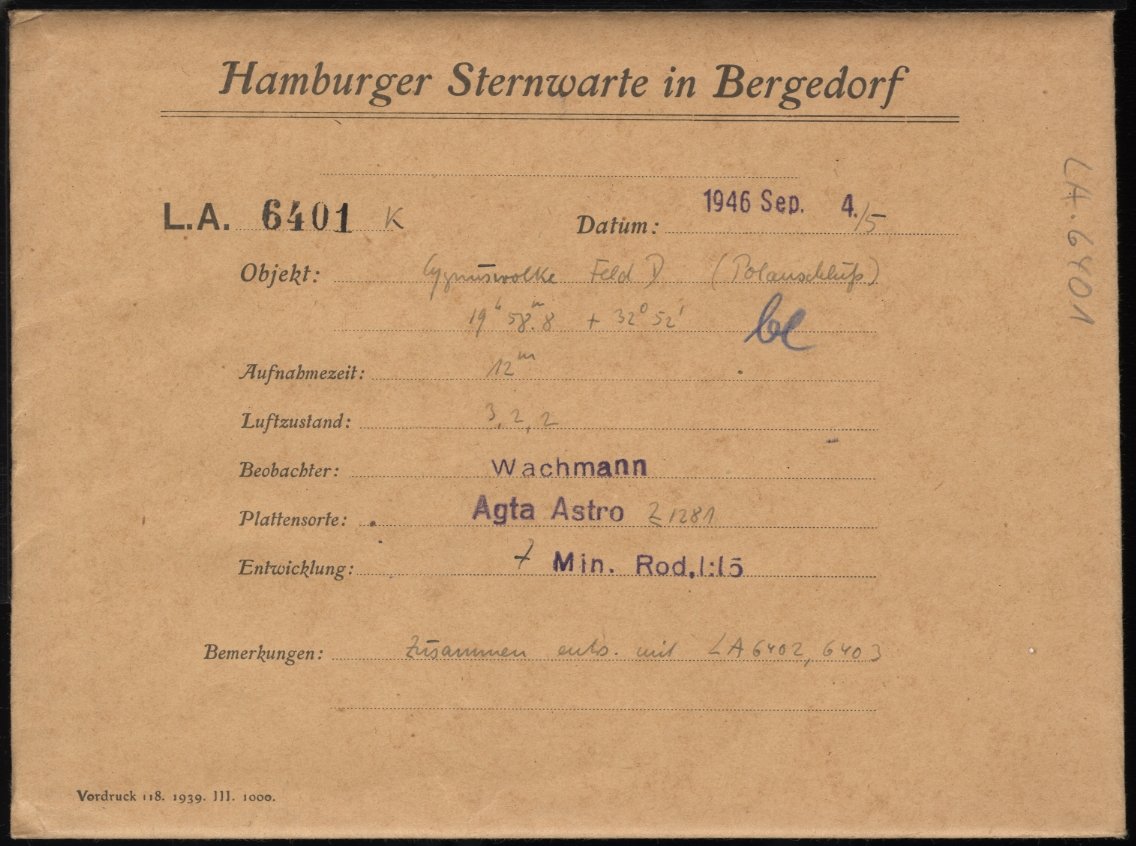 Hamburger Sternwarte in Bergedorf
L.A. 6401 K
Datum: 1946 Sep. 4./5
Objekt: Cygnuswolke Feld D (Polanschluß)
19h 58m.8 + 32° 52'
be
Aufnahmezeit: 12m
Luftzustand: 3, 2, 2
Beobachter: Wachmann
Plattensorte: Agfa Astro Z 1281
Entwicklung: 7 Min. Rod.1:15
Bemerkungen: Zusammen entw. mit LA 6402, 6403
Vordruck 118. 1939. III. 1000.
LA. 6401